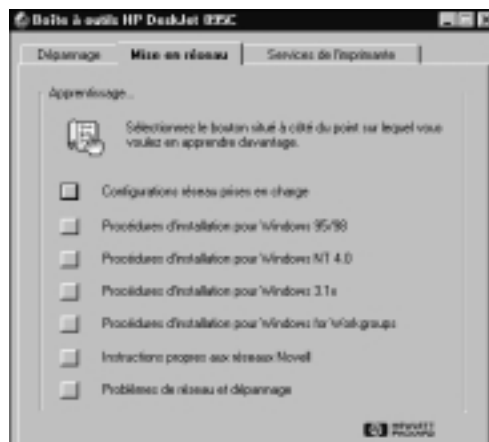 Boîte à outils HP DeskJet
Dépannage
Mise en réseau
Services de l'imprimante
Apprentissage...
Sélectionnez le bouton situé à côté du point sur lequel vous
voulez en apprendre davantage.
Configurations réseau prises en charge
Procédures d'installation pour Windows 95/98
Procédures d'installation pour Windows NT 4.0
Procédures d'installation pour Windows 3.1x
Procédures d'installation pour Windows for Workgroups
Instructions propres aux réseaux Novell
Problèmes de réseau et dépannage
HEWLETT
PACKARD